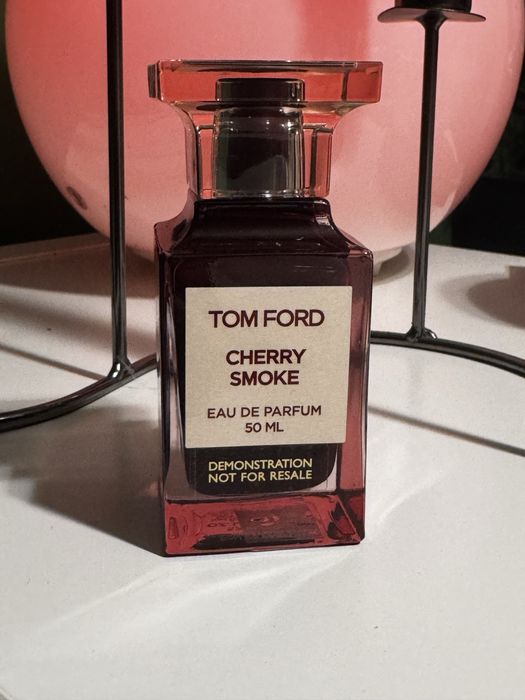 TOM FORD
CHERRY
SMOKE
EAU DE PARFUM
50 ML
DEMONSTRATION
NOT FOR RESALE